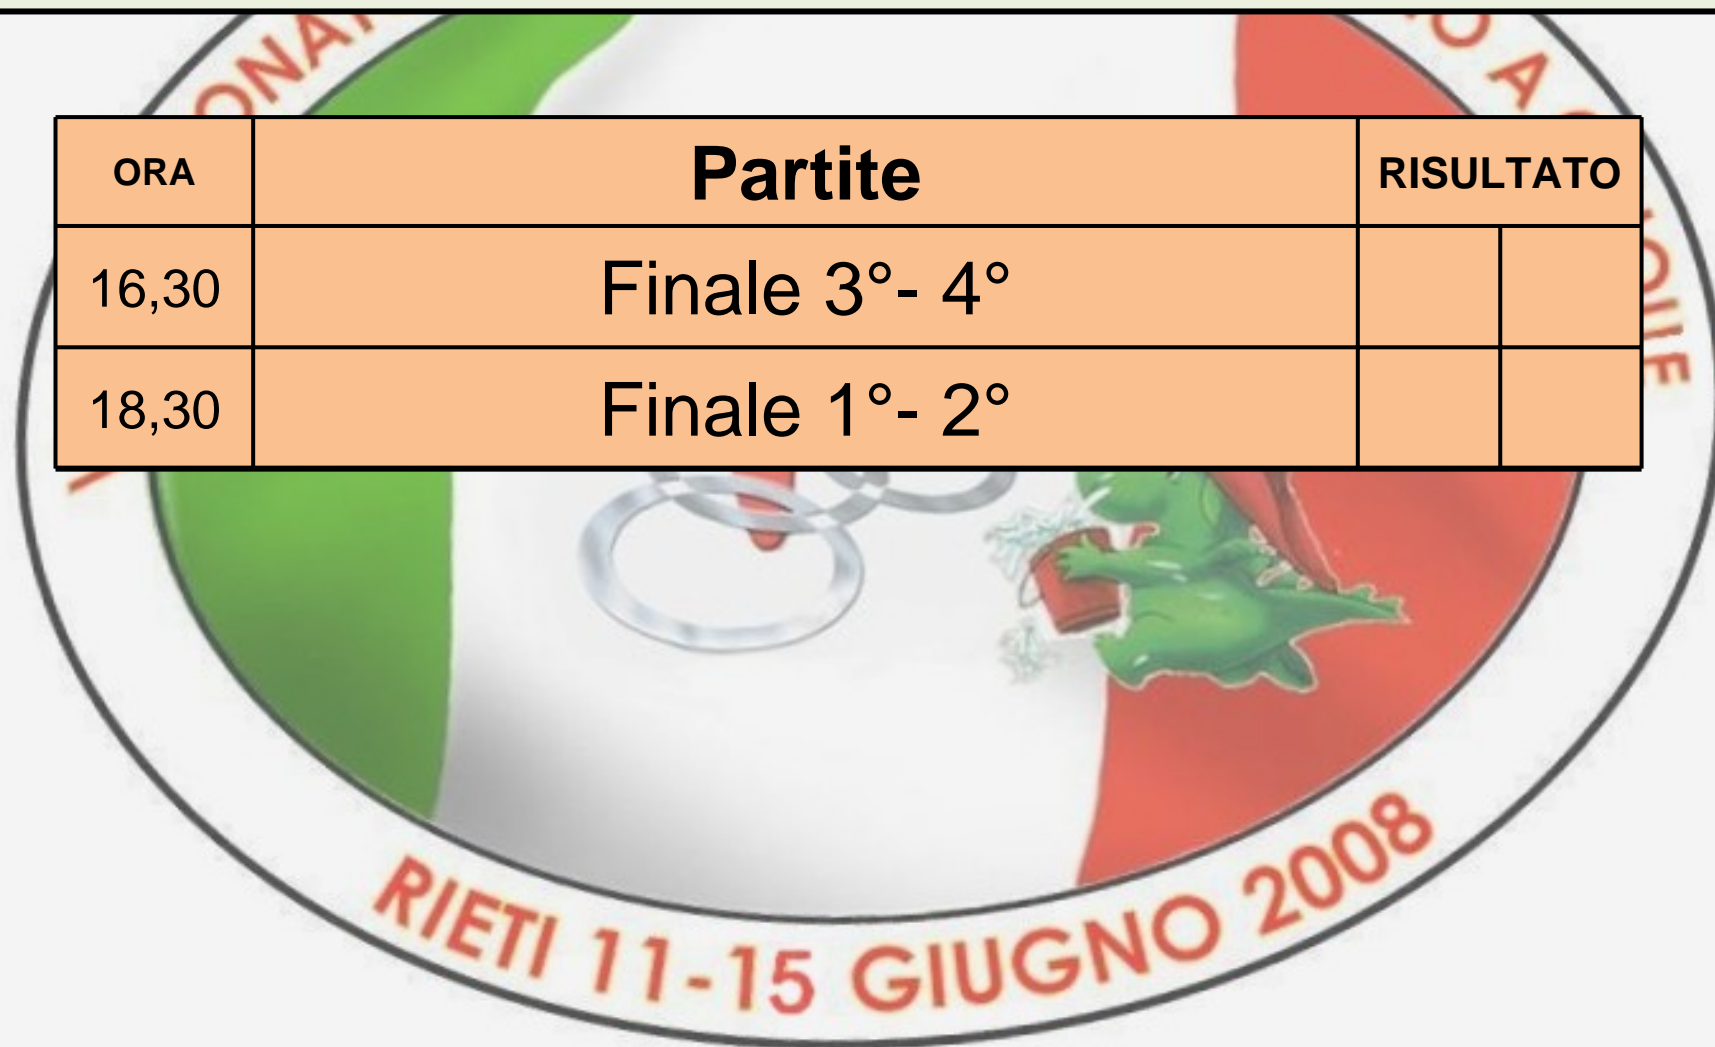 ORA Partite RISULTATO
16,30 Finale 3°- 4°
18,30 Finale 1°- 2°
RIETI 11-15 GIUGNO 2008